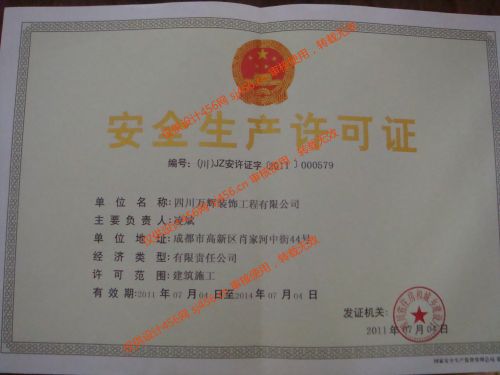 安全生产许可证
编号：（川）JZ安许证字〔2011〕000579
单位名称：四川万辉装饰工程有限公司
主要负责人：凌斌
单位地址：成都市高新区肖家河中街44号
经济类型：有限责任公司
许可范围：建筑施工
有效期：2011年07月04日至2014年07月04日
发证机关：
2011年07月04日